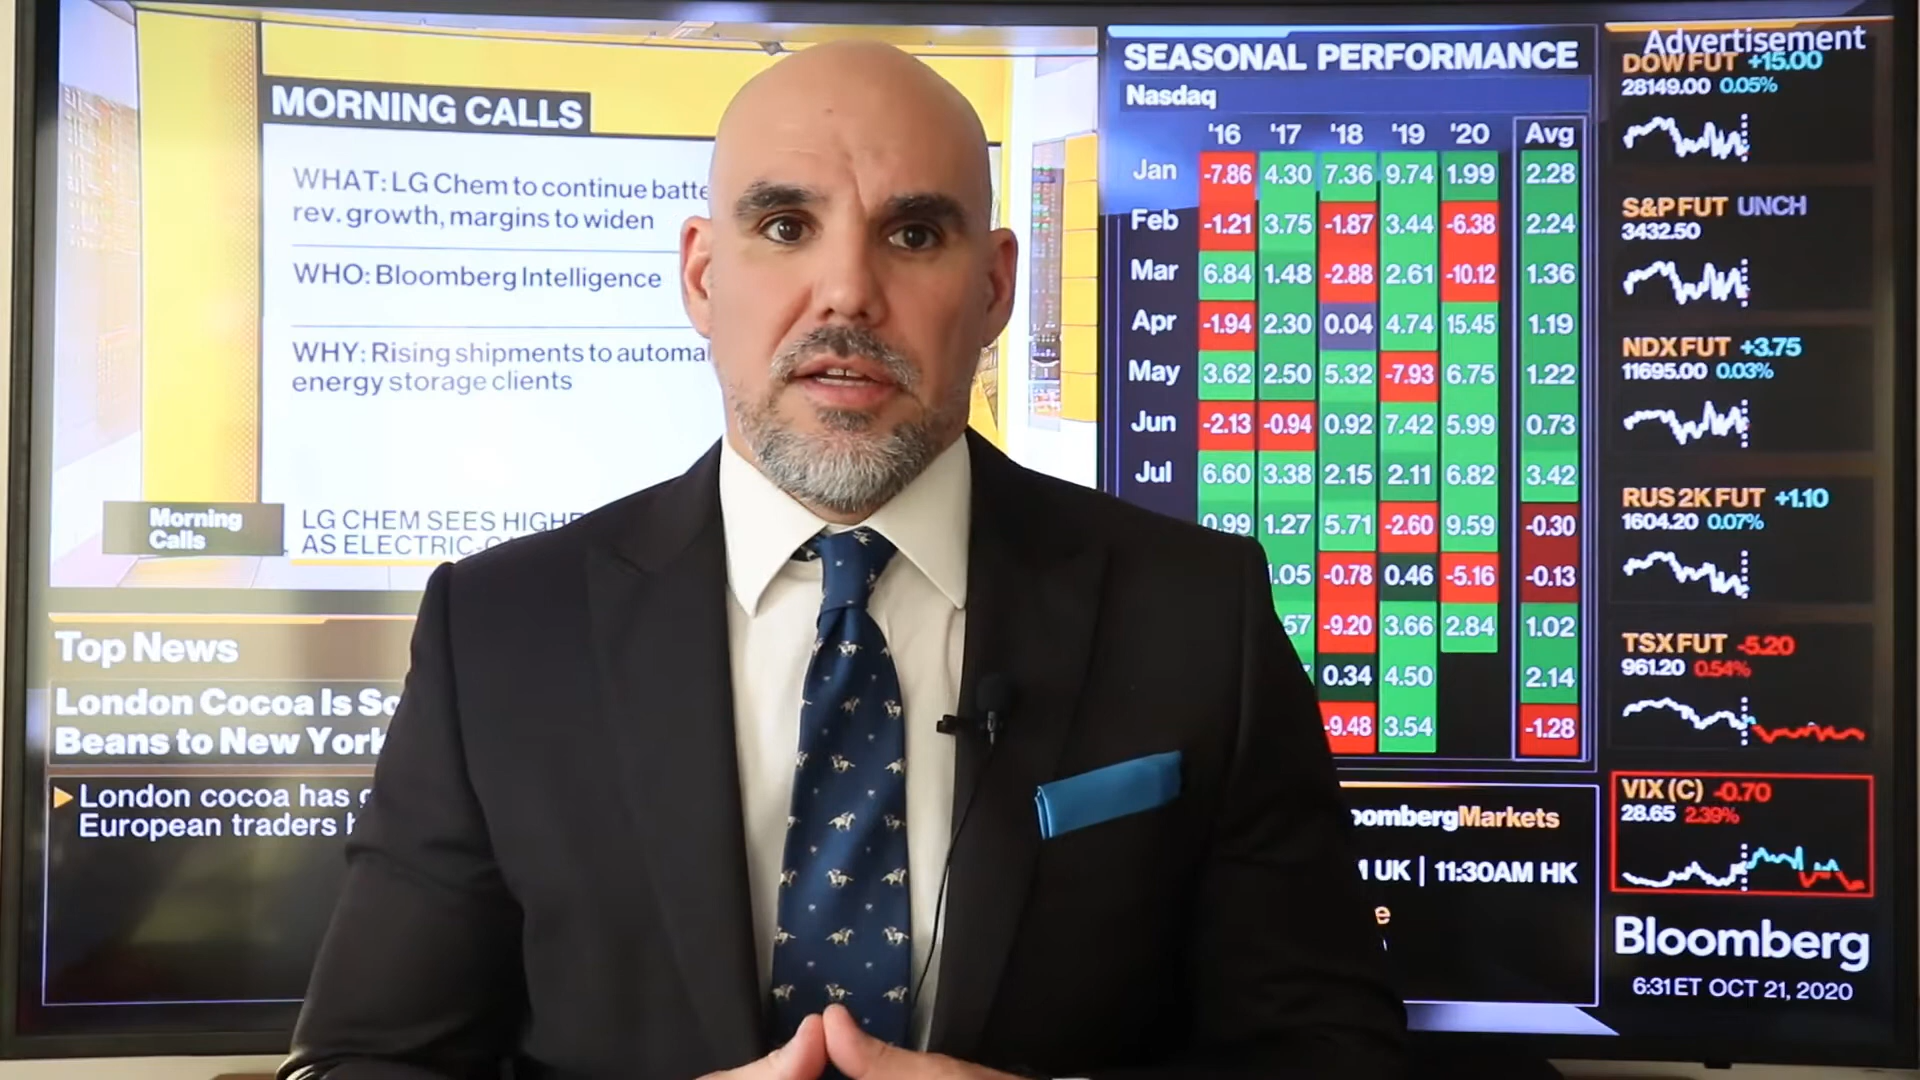 MORNING CALLS
WHAT: LG Chem to continue
rev. growth, margins to widen
WHO: Bloomberg Intelligence
WHY: Rising shipments to
energy storage clients
Morning
Calls
LG CHEM SEES
AS
Top News
London Cocoa Is
Beans to New York
London cocoa has
European traders
SEASONAL PERFORMANCE
Nasdaq
'16 '17 '18 '19 '20 Avg
Jan -7.86 4.30 7.36 9.74 1.99 2.28
Feb -1.21 3.75 -1.87 3.44 -6.38 2.24
Mar 6.84 1.48 -2.88 2.61 -10.12 1.36
Apr -1.94 2.30 0.04 4.74 15.45 1.19
May 3.62 2.50 5.32 -7.93 6.75 1.22
Jun -2.13 -0.94 0.92 7.42 5.99 0.73
Jul 6.60 3.38 2.15 2.11 6.82 3.42
0.99 1.27 5.71 -2.60 9.59 -0.30
1.05 -0.78 0.46 -5.16 -0.13
57 -9.20 3.66 2.84 1.02
0.34 4.50 2.14
-9.48 3.54 -1.28
ombergMarkets
UK | 11:30AM HK
e
Advertisement
DOW FUT +15.00
28149.00 0.05%
S&P FUT UNCH
3432.50
NDX FUT +3.75
11695.00 0.03%
RUS 2K FUT +1.10
1604.20 0.07%
TSX FUT -5.20
961.20 0.54%
VIX (C) -0.70
28.65 2.39%
Bloomberg
6:31 ET OCT 21, 2020